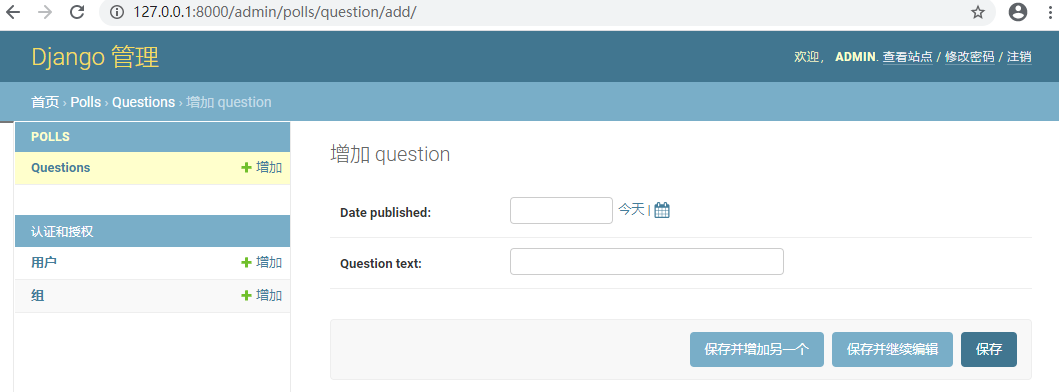 127.0.0.1:8000/admin/polls/question/add/
Django 管理
欢迎， ADMIN. 查看站点 / 修改密码 / 注销
首页 › Polls › Questions › 增加 question
POLLS
Questions
增加
认证和授权
用户
增加
组
增加
增加 question
Date published:
今天 |
Question text:
保存并增加另一个
保存并继续编辑
保存